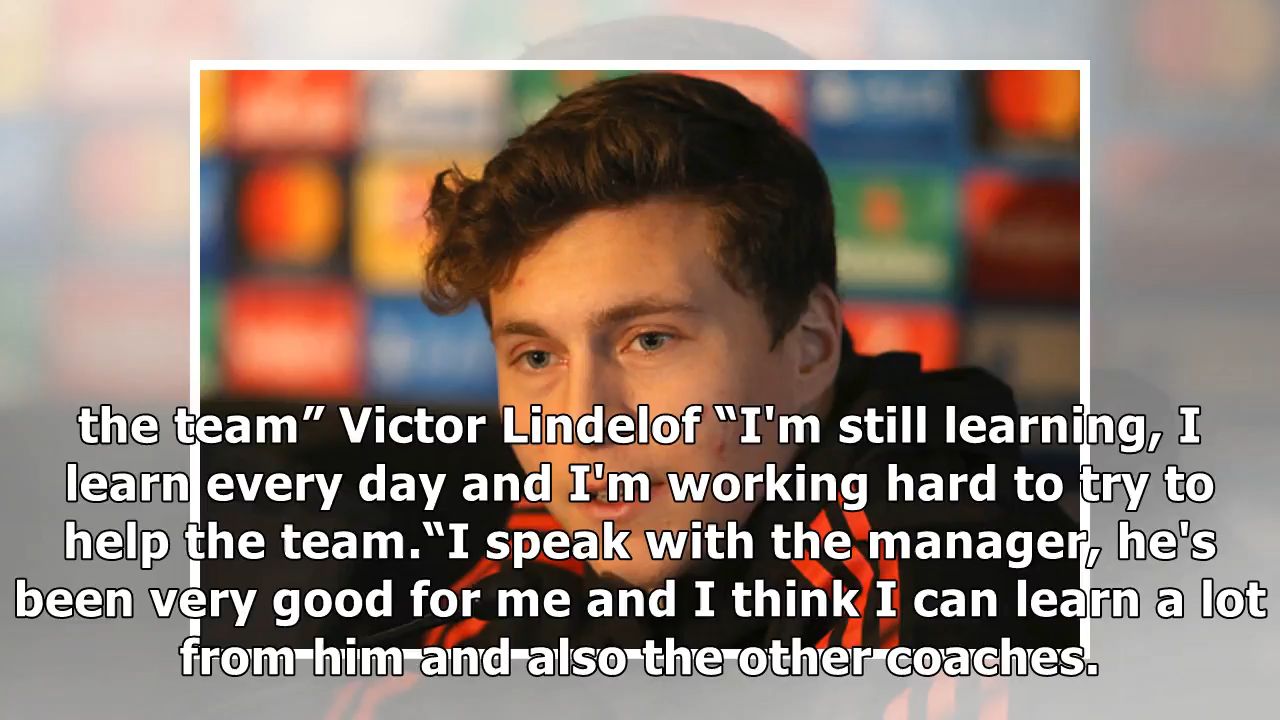 the team” Victor Lindelof “I'm still learning, I
learn every day and I'm working hard to try to
help the team.“I speak with the manager, he's
been very good for me and I think I can learn a lot
from him and also the other coaches.